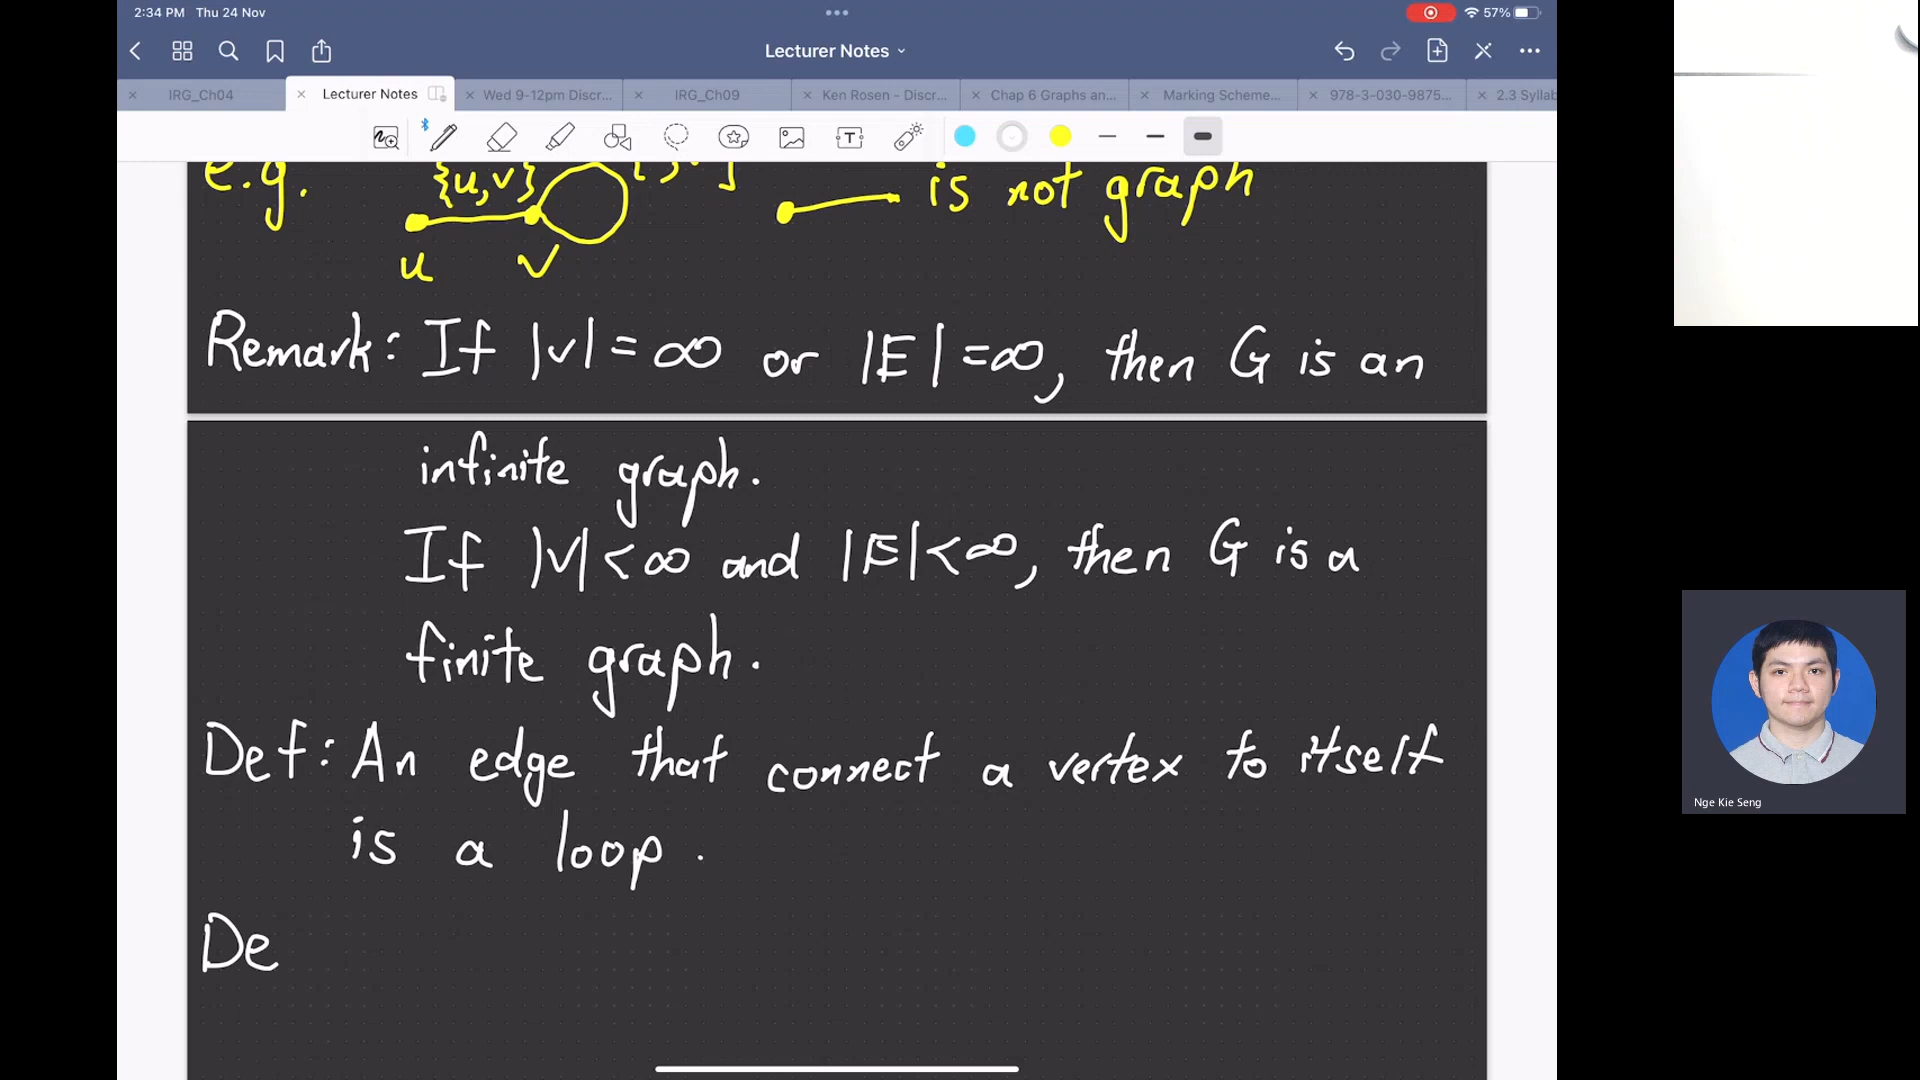 2:34 PM Thu 24 Nov
57%
Lecturer Notes
IRG_Ch04
Lecturer Notes
Wed 9-12pm Discr...
IRG_Ch09
Ken Rosen - Discr...
Chap 6 Graphs an...
Marking Scheme...
978-3-030-9875...
2.3 Syllab
e.g. {u,v} is not graph
u v
Remark: If |V| = ∞ or |E| = ∞, then G is an
infinite graph.
If |V| < ∞ and |E| < ∞, then G is a
finite graph.
Def: An edge that connect a vertex to itself
is a loop.
De
Nge Kie Seng